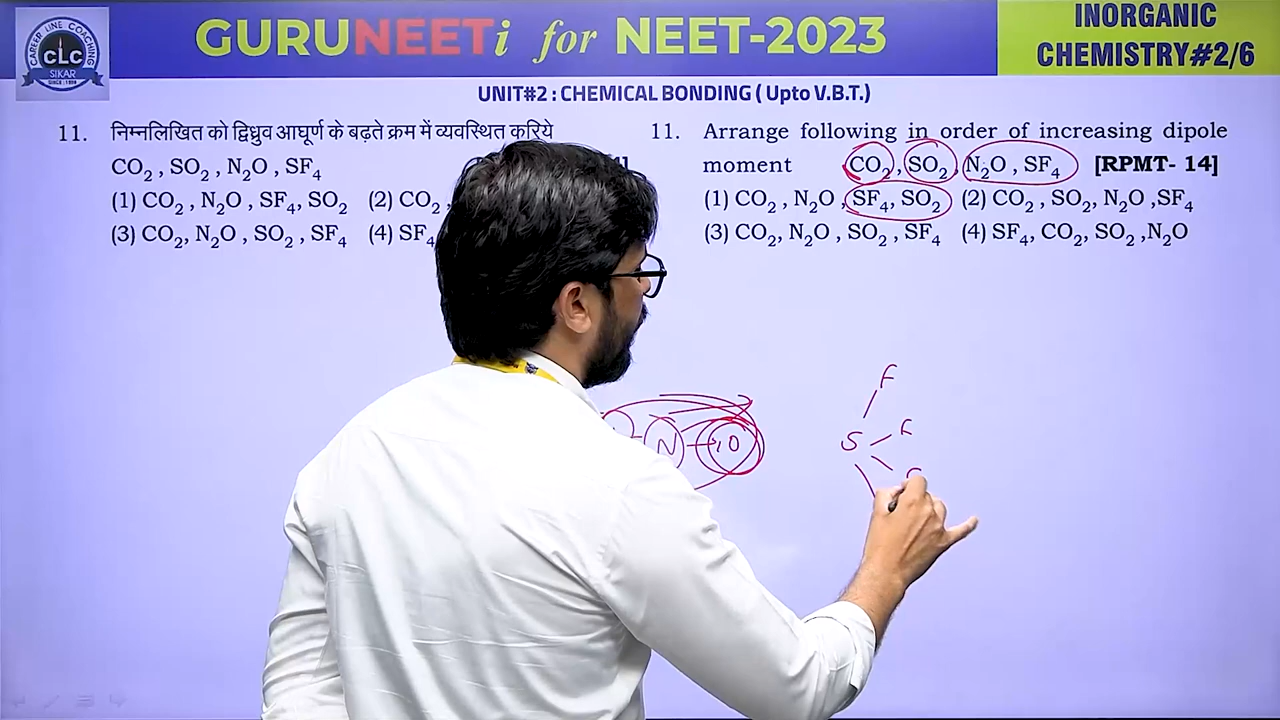 CAREER LINE COACHING
CLC
SIKAR
SINCE : 1996
GURUNEETi for NEET-2023
INORGANIC
CHEMISTRY#2/6
UNIT#2 : CHEMICAL BONDING ( Upto V.B.T.)
11. निम्नलिखित को द्विध्रुव आघूर्ण के बढ़ते क्रम में व्यवस्थित करिये
CO₂ , SO₂ , N₂O , SF₄
(1) CO₂ , N₂O , SF₄, SO₂ (2) CO₂ ,
(3) CO₂, N₂O , SO₂ , SF₄ (4) SF₄
11. Arrange following in order of increasing dipole
moment CO₂ , SO₂ , N₂O , SF₄ [RPMT- 14]
(1) CO₂ , N₂O , SF₄, SO₂ (2) CO₂ , SO₂, N₂O ,SF₄
(3) CO₂, N₂O , SO₂ , SF₄ (4) SF₄, CO₂, SO₂ ,N₂O
F
N O S F